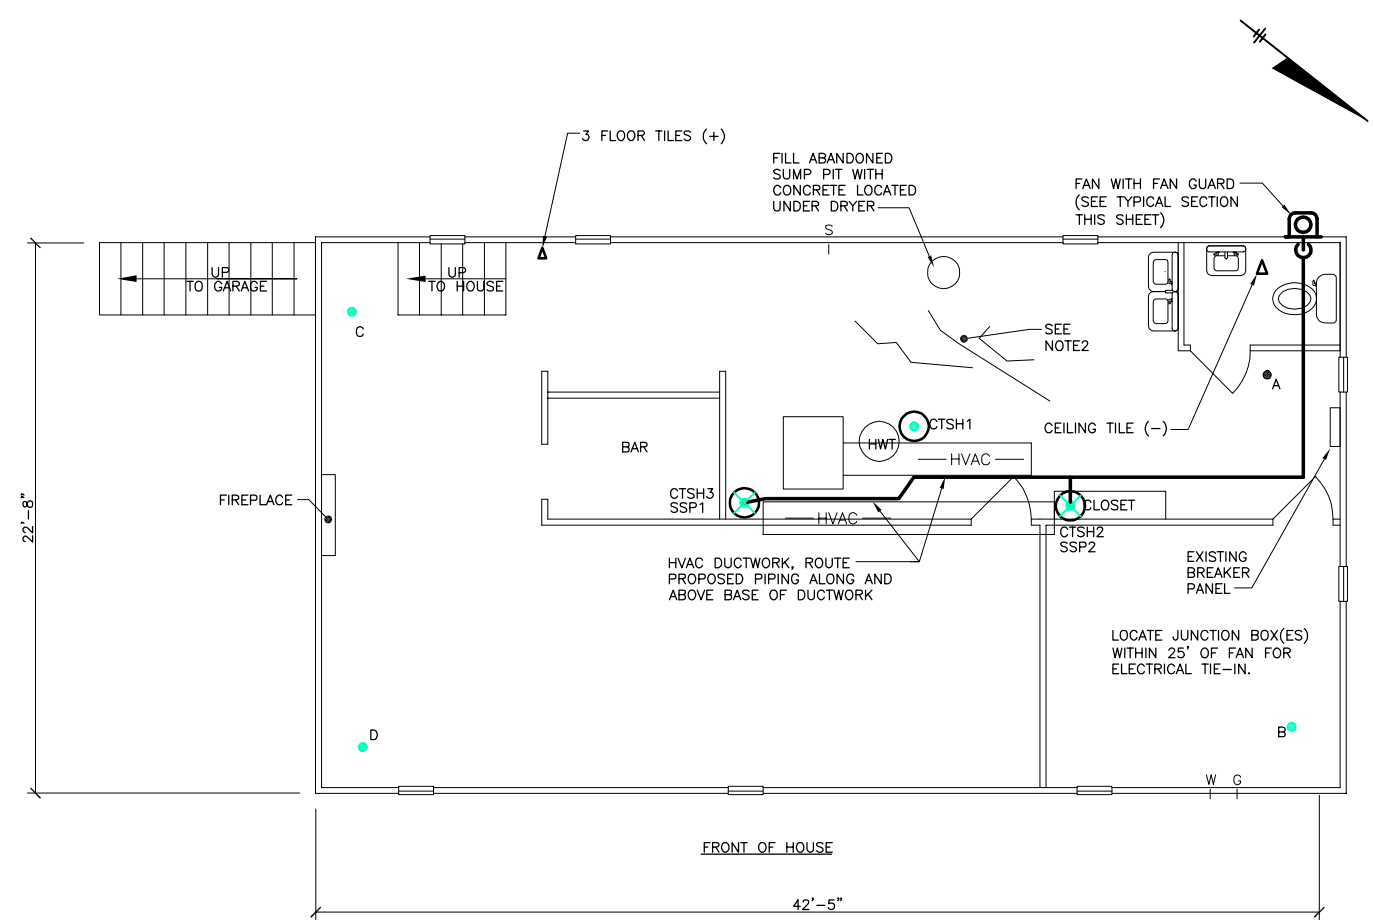 3 FLOOR TILES (+)
FILL ABANDONED
SUMP PIT WITH
CONCRETE LOCATED
UNDER DRYER
FAN WITH FAN GUARD
(SEE TYPICAL SECTION
THIS SHEET)
S
UP
TO GARAGE
UP
TO HOUSE
C
SEE
NOTE2
A
CEILING TILE (−)
CTSH1
HWT
BAR
HVAC
FIREPLACE
22'-8"
CTSH3
SSP1
HVAC
CLOSET
CTSH2
SSP2
HVAC DUCTWORK, ROUTE
PROPOSED PIPING ALONG AND
ABOVE BASE OF DUCTWORK
EXISTING
BREAKER
PANEL
LOCATE JUNCTION BOX(ES)
WITHIN 25' OF FAN FOR
ELECTRICAL TIE-IN.
D
B
W G
FRONT OF HOUSE
42'-5"